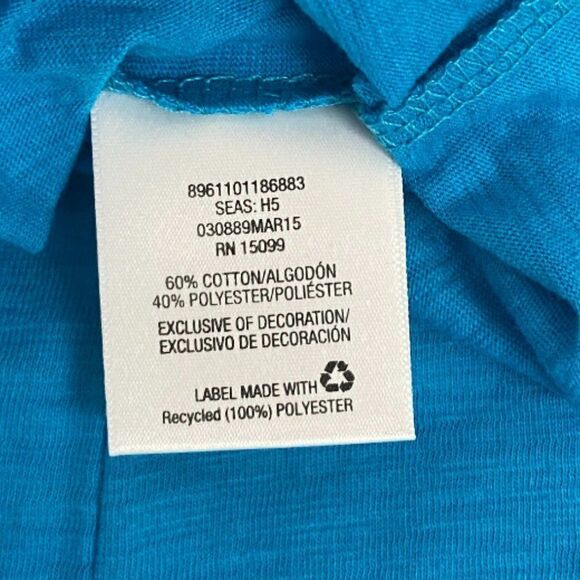 8961101186883
SEAS: H5
030889MAR15
RN 15099
60% COTTON/ALGODÓN
40% POLYESTER/POLIÉSTER
EXCLUSIVE OF DECORATION/
EXCLUSIVO DE DECORACIÓN
LABEL MADE WITH
Recycled (100%) POLYESTER